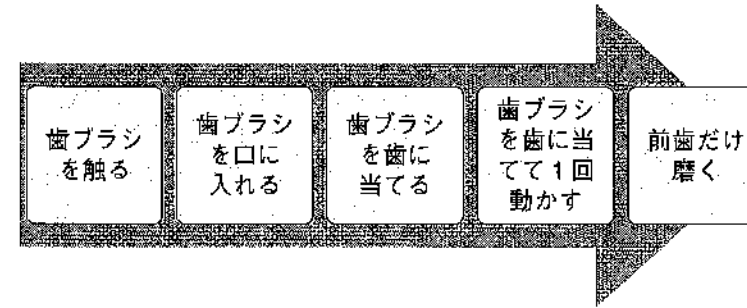 歯ブラシ
を触る
歯ブラシ
を口に
入れる
歯ブラシ
を歯に
当てる
歯ブラシ
を歯に当
てて1回
動かす
前歯だけ
磨く